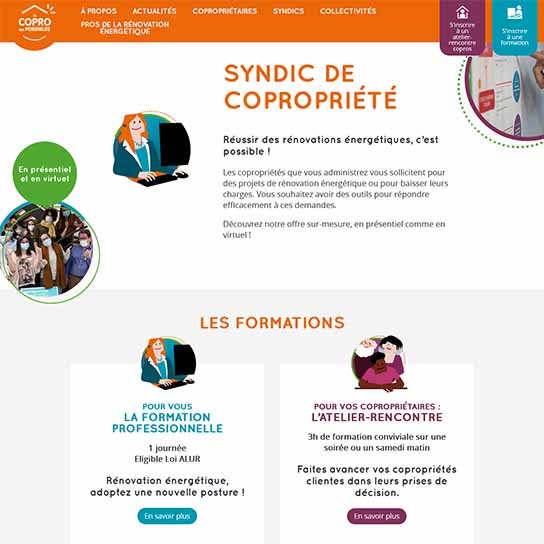 COPRO
DES POSSIBLES
À PROPOS
ACTUALITÉS
COPROPRIÉTAIRES
SYNDICS
COLLECTIVITÉS
PROS DE LA RÉNOVATION
ÉNERGÉTIQUE
S'inscrire
à un
atelier-
rencontre
copros
S'inscrire
à une
formation
SYNDIC DE
COPROPRIÉTÉ
Réussir des rénovations énergétiques, c'est
possible !
Les copropriétés que vous administrez vous sollicitent pour
des projets de rénovation énergétique ou pour baisser leurs
charges. Vous souhaitez avoir des outils pour répondre
efficacement à ces demandes.
Découvrez notre offre sur-mesure, en présentiel comme en
virtuel !
En présentiel
et en virtuel
LES FORMATIONS
POUR VOUS
LA FORMATION
PROFESSIONNELLE
1 journée
Eligible Loi ALUR
Rénovation énergétique,
adoptez une nouvelle posture !
En savoir plus
POUR VOS COPROPRIÉTAIRES :
L'ATELIER-RENCONTRE
3h de formation conviviale sur une
soirée ou un samedi matin
Faites avancer vos copropriétés
clientes dans leurs prises de
décision.
En savoir plus